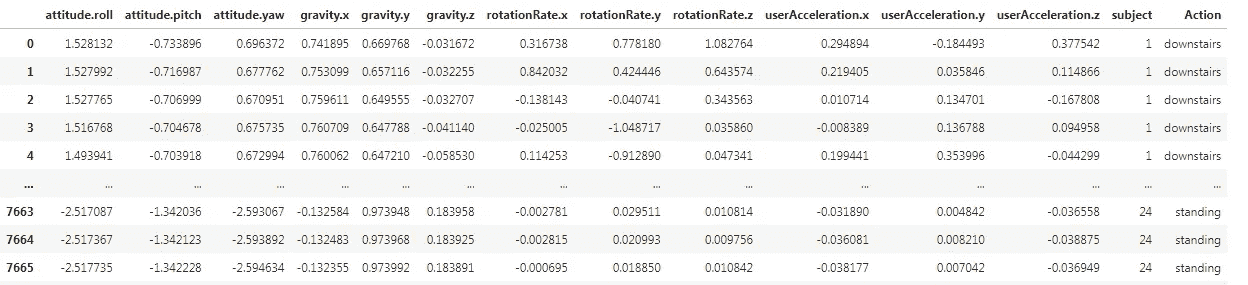 attitude.roll attitude.pitch attitude.yaw gravity.x gravity.y gravity.z rotationRate.x rotationRate.y rotationRate.z userAcceleration.x userAcceleration.y userAcceleration.z subject Action
0 1.528132 -0.733896 0.696372 0.741895 0.669768 -0.031672 0.316738 0.778180 1.082764 0.294894 -0.184493 0.377542 1 downstairs
1 1.527992 -0.716987 0.677762 0.753099 0.657116 -0.032255 0.842032 0.424446 0.643574 0.219405 0.035846 0.114866 1 downstairs
2 1.527765 -0.706999 0.670951 0.759611 0.649555 -0.032707 -0.138143 -0.040741 0.343563 0.010714 0.134701 -0.167808 1 downstairs
3 1.516768 -0.704678 0.675735 0.760709 0.647788 -0.041140 -0.025005 -1.048717 0.035860 -0.008389 0.136788 0.094958 1 downstairs
4 1.493941 -0.703918 0.672994 0.760062 0.647210 -0.058530 0.114253 -0.912890 0.047341 0.199441 0.353996 -0.044299 1 downstairs
... ... ... ... ... ... ... ... ... ... ... ... ... ... ...
7663 -2.517087 -1.342036 -2.593067 -0.132584 0.973948 0.183958 -0.002781 0.029511 0.010814 -0.031890 0.004842 -0.036558 24 standing
7664 -2.517367 -1.342123 -2.593892 -0.132483 0.973968 0.183925 -0.002815 0.020993 0.009756 -0.036081 0.008210 -0.038875 24 standing
7665 -2.517735 -1.342228 -2.594634 -0.132355 0.973992 0.183891 -0.000695 0.018850 0.010842 -0.038177 0.007042 -0.036949 24 standing